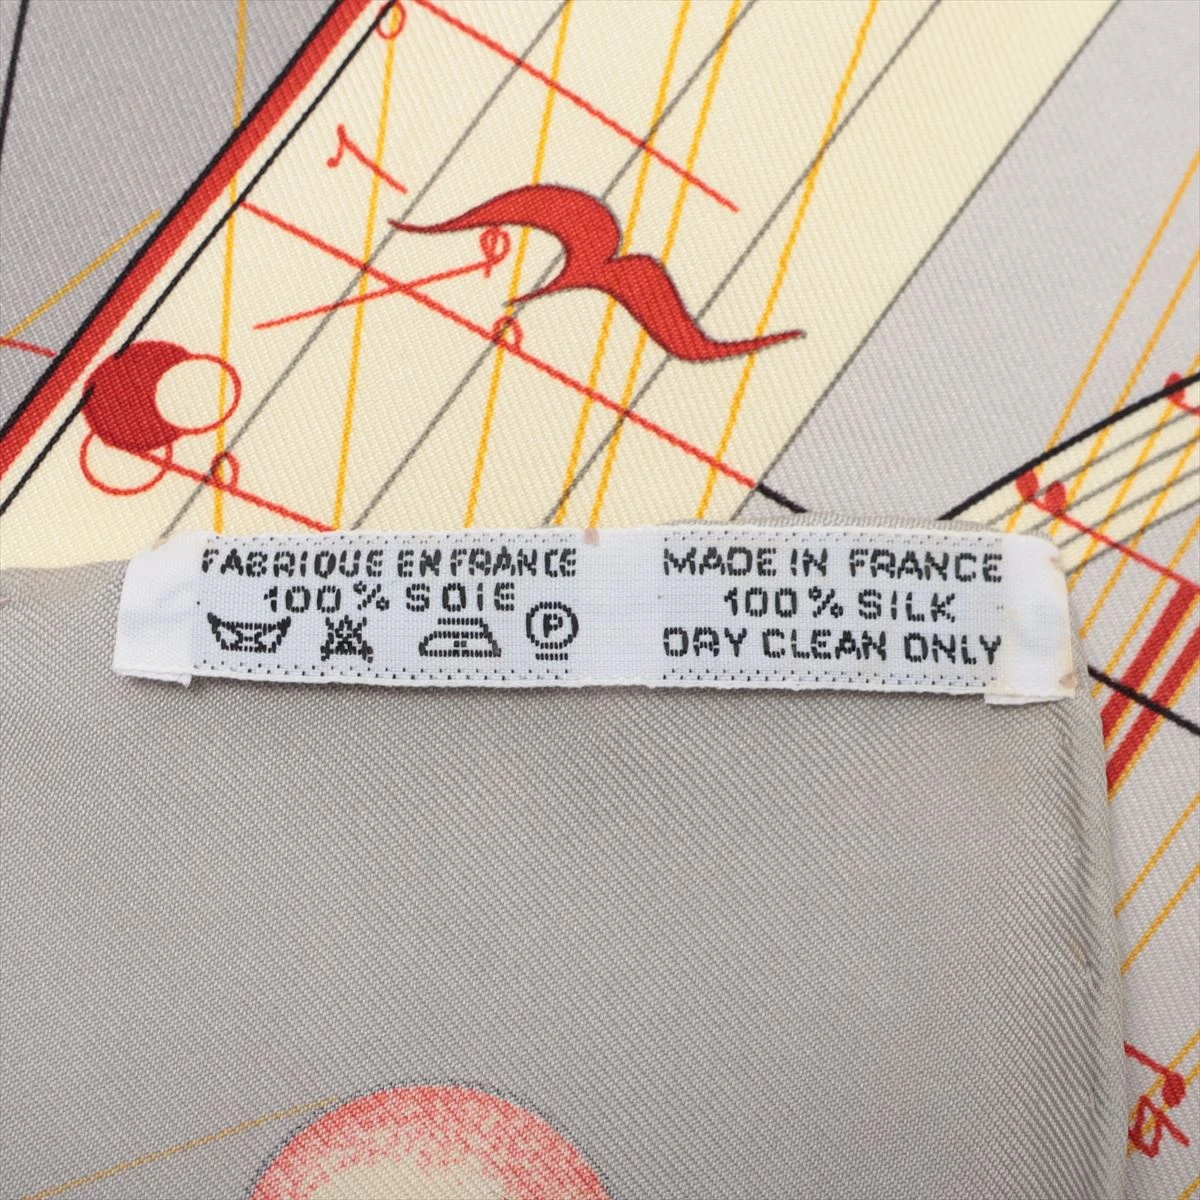 FABRIQUE EN FRANCE
100% SOIE
P
MADE IN FRANCE
100% SILK
DRY CLEAN ONLY